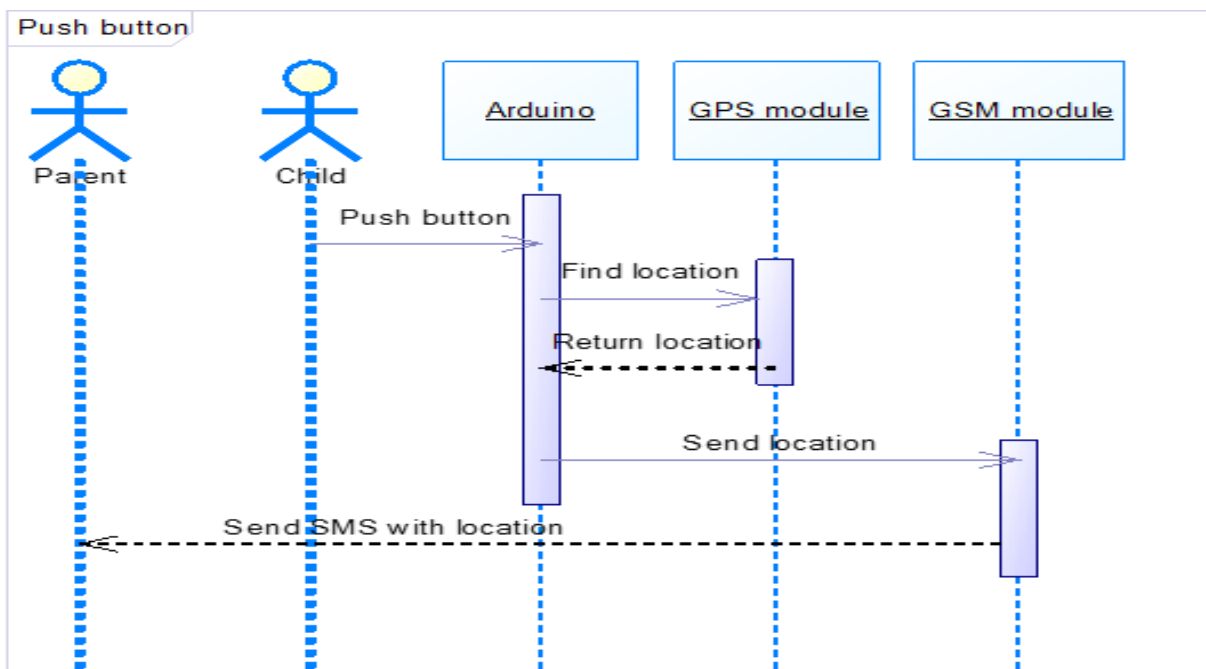 Push button
Parent
Child
Arduino
GPS module
GSM module
Push button
Find location
Return location
Send location
Send SMS with location